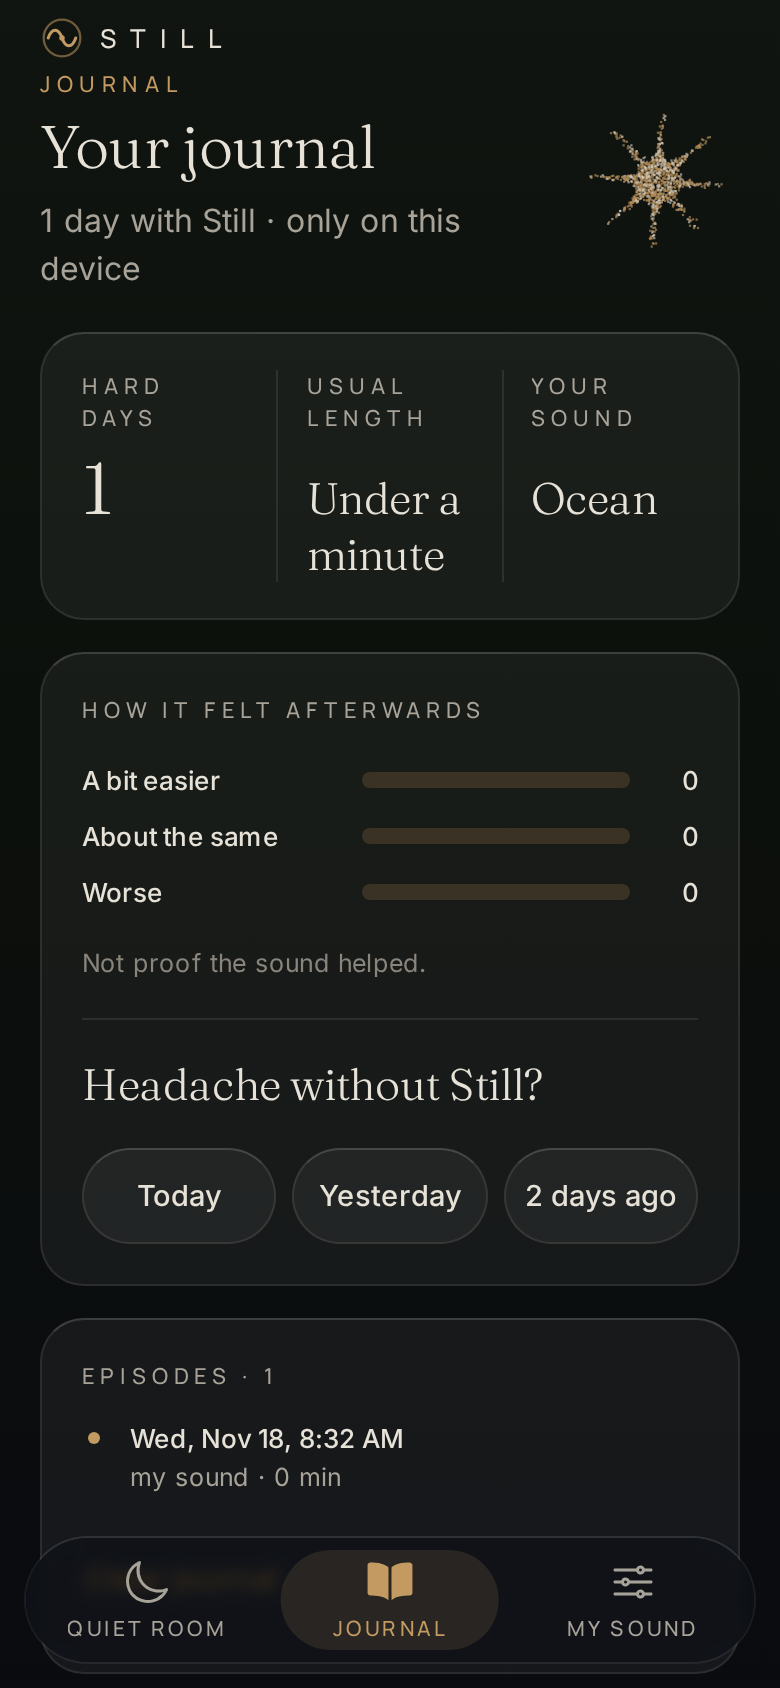 STILL
JOURNAL
Your journal
1 day with Still · only on this
device
HARD
DAYS
1
USUAL
LENGTH
Under a
minute
YOUR
SOUND
Ocean
HOW IT FELT AFTERWARDS
A bit easier 0
About the same 0
Worse 0
Not proof the sound helped.
Headache without Still?
Today Yesterday 2 days ago
EPISODES · 1
Wed, Nov 18, 8:32 AM
my sound · 0 min
QUIET ROOM JOURNAL MY SOUND